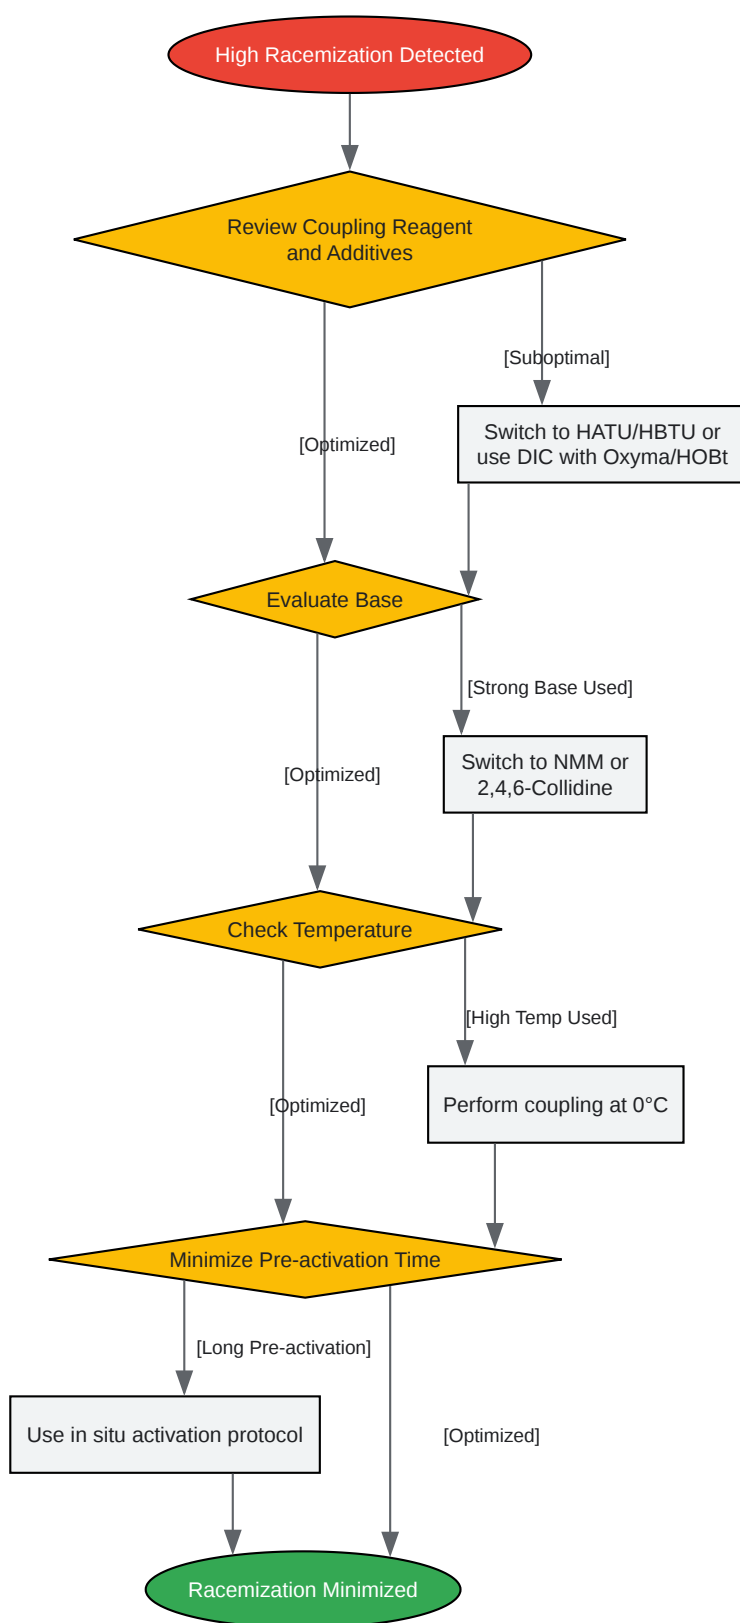 High Racemization Detected
Review Coupling Reagent
and Additives
[Suboptimal]
Switch to HATU/HBTU or
use DIC with Oxyma/HOBt
[Optimized]
Evaluate Base
[Strong Base Used]
Switch to NMM or
2,4,6-Collidine
[Optimized]
Check Temperature
[High Temp Used]
Perform coupling at 0°C
[Optimized]
Minimize Pre-activation Time
[Long Pre-activation]
Use in situ activation protocol
[Optimized]
Racemization Minimized